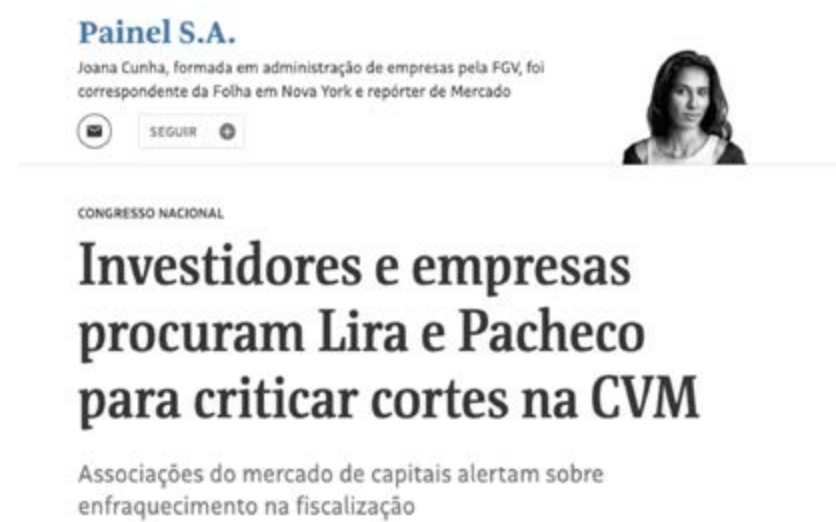 Painel S.A.
Joana Cunha, formada em administração de empresas pela FGV, foi
correspondente da Folha em Nova York e repórter de Mercado
SEGUIR
CONGRESSO NACIONAL
Investidores e empresas
procuram Lira e Pacheco
para criticar cortes na CVM
Associações do mercado de capitais alertam sobre
enfraquecimento na fiscalização